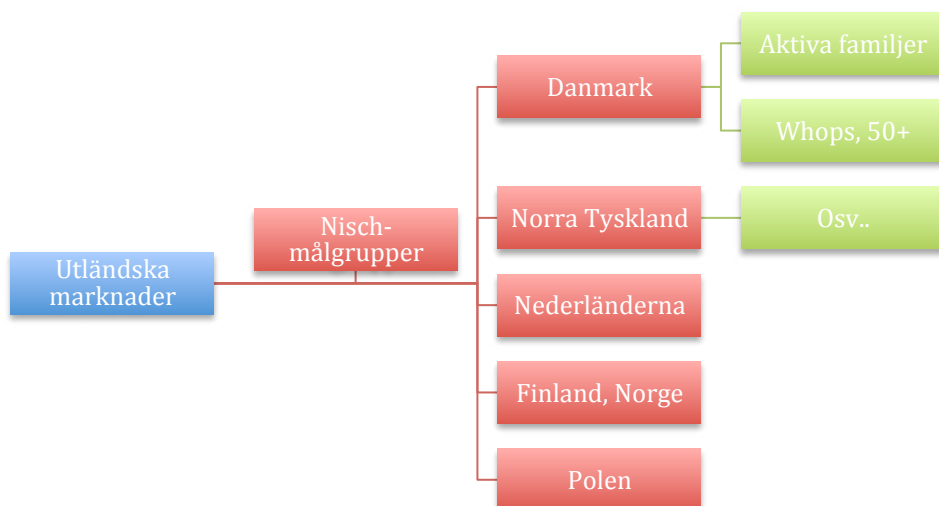 Utländska
marknader
Nisch-
målgrupper
Danmark
Aktiva familjer
Whops, 50+
Norra Tyskland
Osv..
Nederländerna
Finland, Norge
Polen